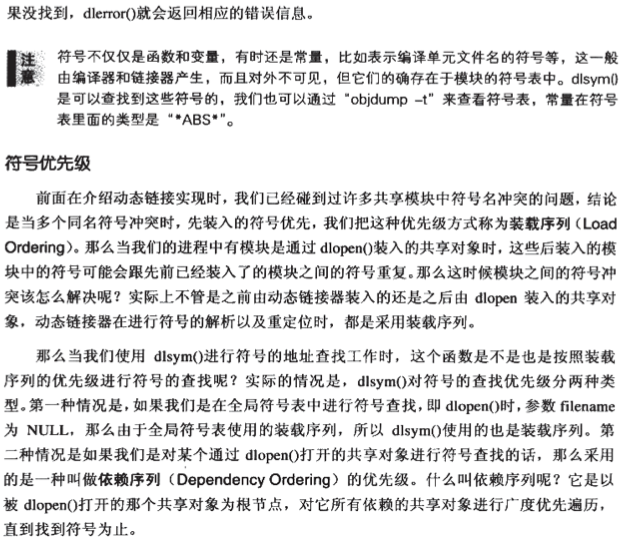 果没找到，dlerror()就会返回相应的错误信息。
注意
符号不仅仅是函数和变量，有时还是常量，比如表示编译单元文件名的符号等，这一般
由编译器和链接器产生，而且对外不可见，但它们的确存在于模块的符号表中。dlsym()
是可以查找到这些符号的，我们也可以通过“objdump –t”来查看符号表，常量在符号
表里面的类型是“*ABS*”。
符号优先级
前面在介绍动态链接实现时，我们已经碰到过许多共享模块中符号名冲突的问题，结论
是当多个同名符号冲突时，先装入的符号优先，我们把这种优先级方式称为装载序列（Load
Ordering）。那么当我们的进程中有模块是通过 dlopen()装入的共享对象时，这些后装入的模
块中的符号可能会跟先前已经装入了的模块之间的符号重复。那么这时候模块之间的符号冲
突该怎么解决呢？实际上不管是之前由动态链接器装入的还是之后由 dlopen 装入的共享对
象，动态链接器在进行符号的解析以及重定位时，都是采用装载序列。
那么当我们使用 dlsym()进行符号的地址查找工作时，这个函数是不是也是按照装载
序列的优先级进行符号的查找呢？实际的情况是，dlsym()对符号的查找优先级分两种类
型。第一种情况是，如果我们是在全局符号表中进行符号查找，即 dlopen()时，参数 filename
为 NULL，那么由于全局符号表使用的装载序列，所以 dlsym()使用的也是装载序列。第
二种情况是如果我们是对某个通过 dlopen()打开的共享对象进行符号查找的话，那么采用
的是一种叫做依赖序列（Dependency Ordering）的优先级。什么叫依赖序列呢？它是以
被 dlopen()打开的那个共享对象为根节点，对它所有依赖的共享对象进行广度优先遍历，
直到找到符号为止。